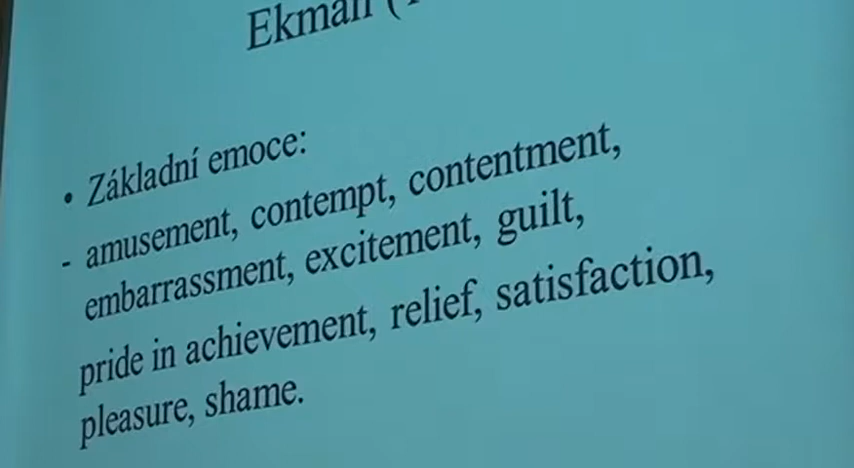 Ekman (
• Základní emoce:
- amusement, contempt, contentment,
embarrassment, excitement, guilt,
pride in achievement, relief, satisfaction,
pleasure, shame.